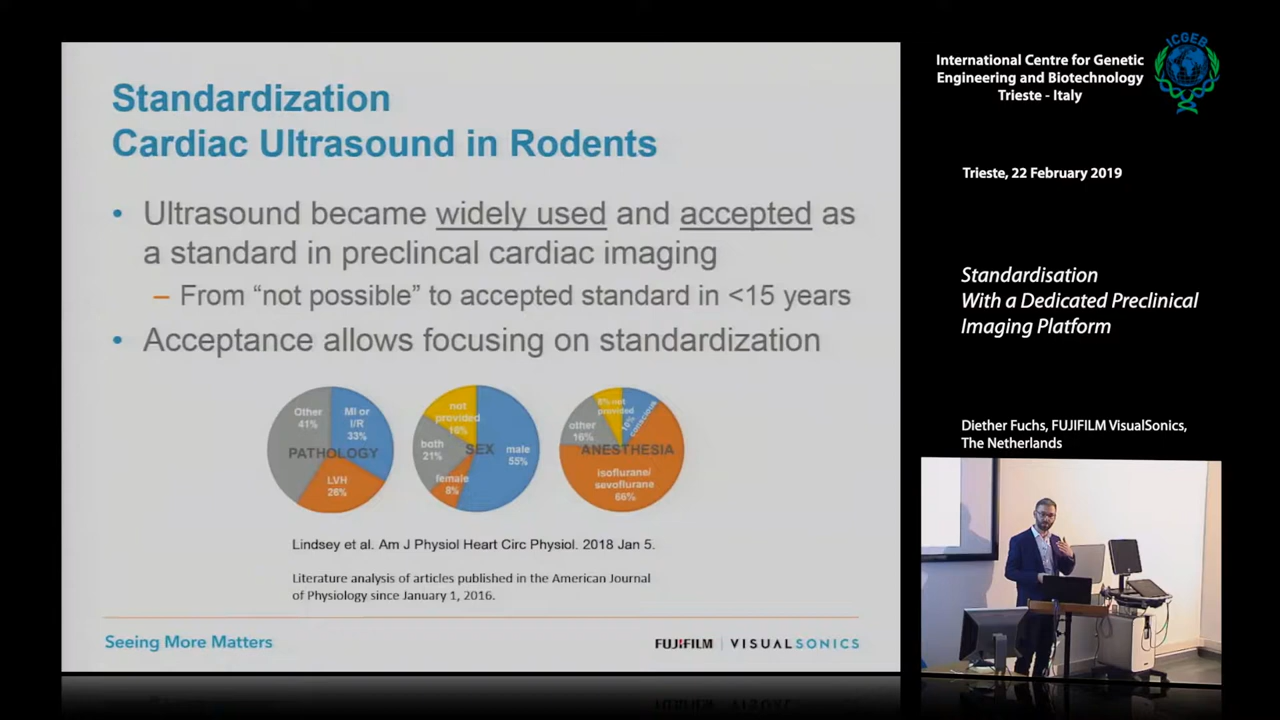 Standardization
Cardiac Ultrasound in Rodents
• Ultrasound became widely used and accepted as
a standard in preclincal cardiac imaging
– From “not possible” to accepted standard in <15 years
• Acceptance allows focusing on standardization
Other
41%
MI or
I/R
33%
PATHOLOGY
LVH
26%
not
provided
16%
both
21%
SEX
male
55%
female
8%
8% not
provided
10%
conscious
other
16%
ANESTHESIA
isoflurane/
sevoflurane
66%
Lindsey et al. Am J Physiol Heart Circ Physiol. 2018 Jan 5.
Literature analysis of articles published in the American Journal
of Physiology since January 1, 2016.
Seeing More Matters
FUJIFILM | VISUALSONICS
International Centre for Genetic
Engineering and Biotechnology
Trieste - Italy
ICGEB
Trieste, 22 February 2019
Standardisation
With a Dedicated Preclinical
Imaging Platform
Diether Fuchs, FUJIFILM VisualSonics,
The Netherlands